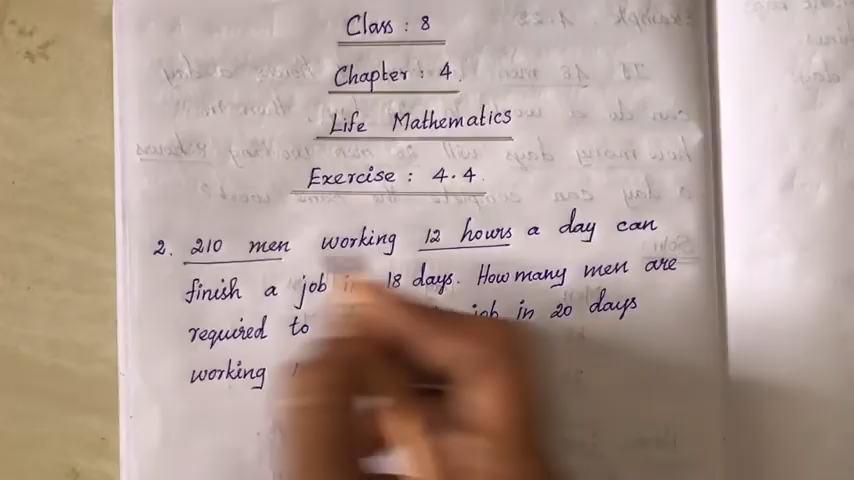 Class : 8
Chapter : 4.
Life Mathematics
Exercise : 4.4.
2. 210 men working 12 hours a day can
finish a job in 18 days. How many men are
required to job in 20 days
working